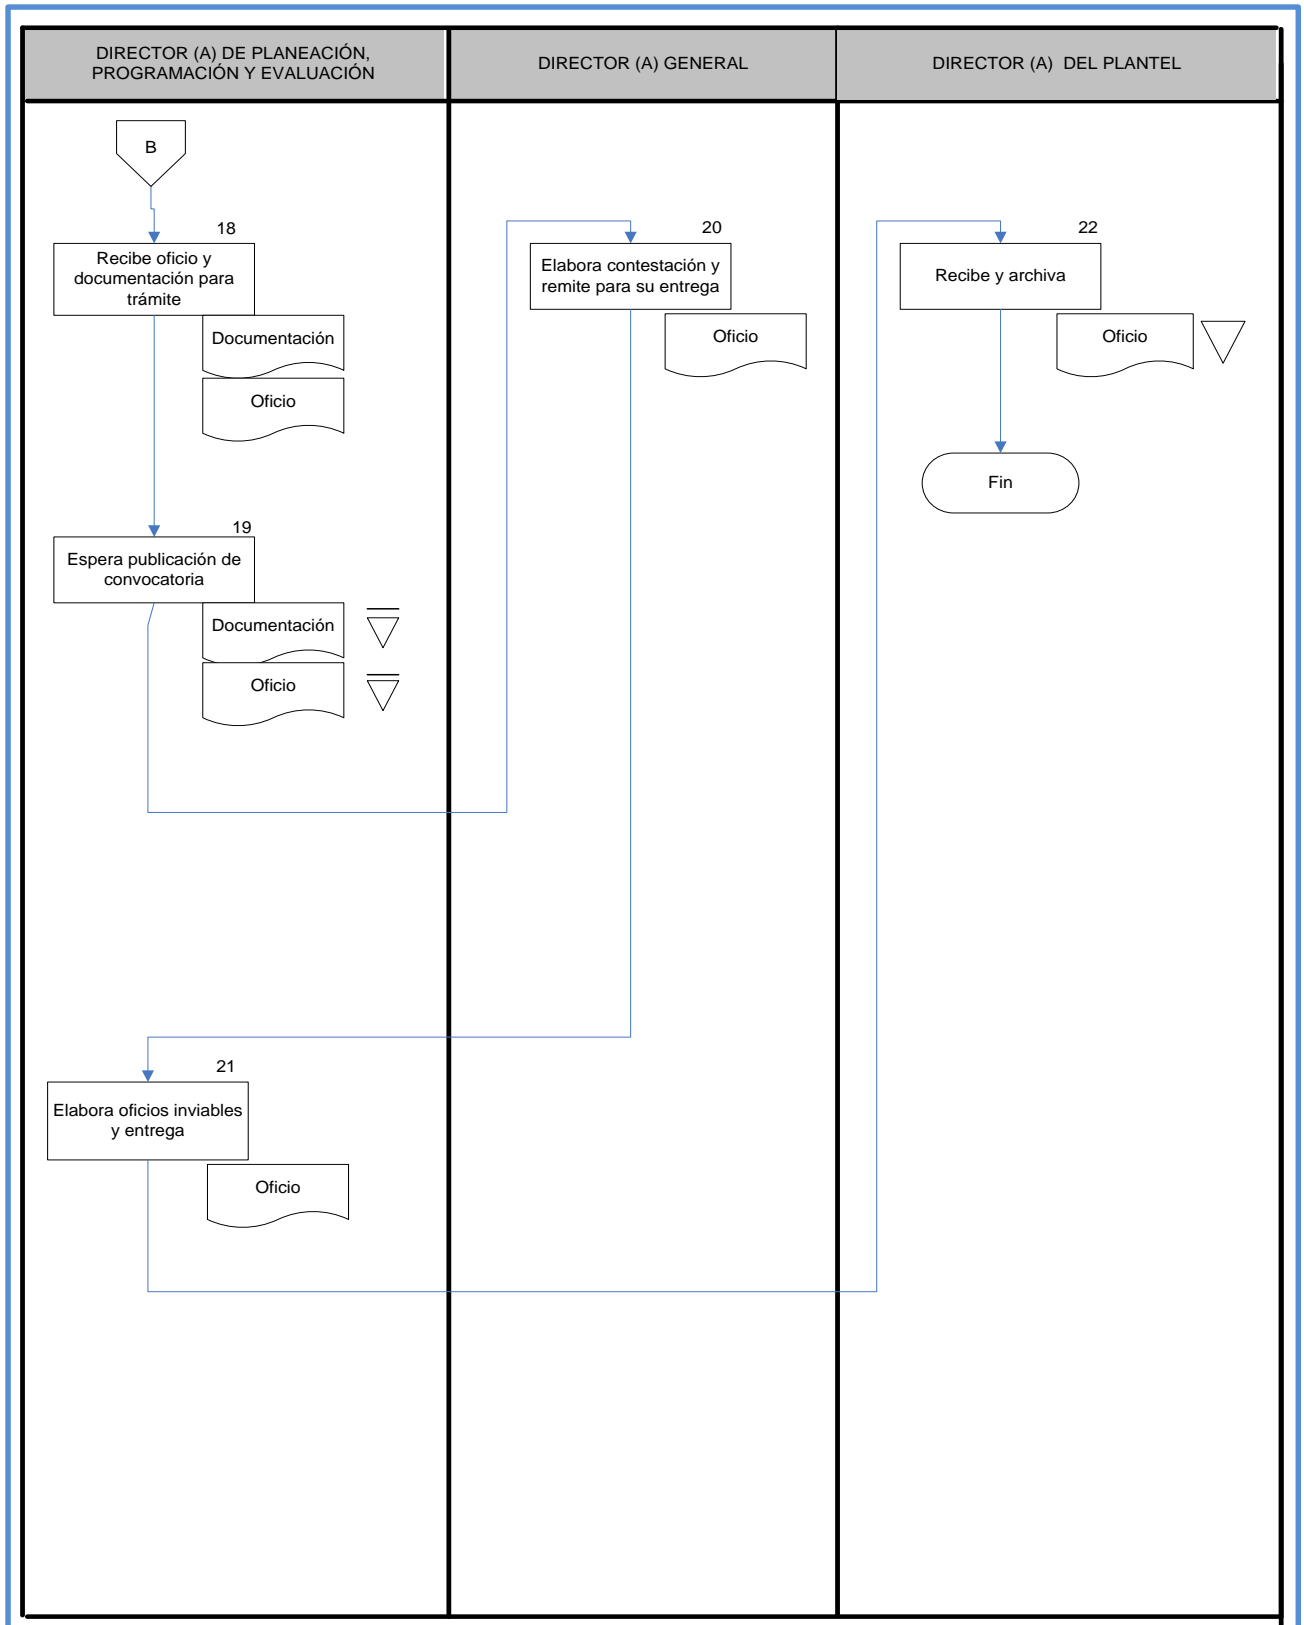 DIRECTOR (A) DE PLANEACIÓN,
PROGRAMACIÓN Y EVALUACIÓN
DIRECTOR (A) GENERAL
DIRECTOR (A) DEL PLANTEL
B
18
Recibe oficio y
documentación para
trámite
Documentación
Oficio
19
Espera publicación de
convocatoria
Documentación
Oficio
20
Elabora contestación y
remite para su entrega
Oficio
21
Elabora oficios inviables
y entrega
Oficio
22
Recibe y archiva
Oficio
Fin